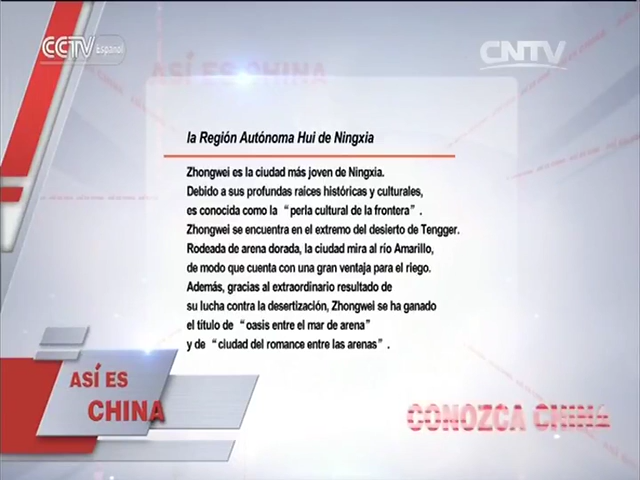 CCTV Español
CNTV
ASÍ ES CHINA
la Región Autónoma Hui de Ningxia
Zhongwei es la ciudad más joven de Ningxia.
Debido a sus profundas raíces históricas y culturales,
es conocida como la “perla cultural de la frontera”.
Zhongwei se encuentra en el extremo del desierto de Tengger.
Rodeada de arena dorada, la ciudad mira al río Amarillo,
de modo que cuenta con una gran ventaja para el riego.
Además, gracias al extraordinario resultado de
su lucha contra la desertización, Zhongwei se ha ganado
el título de “oasis entre el mar de arena”
y de “ciudad del romance entre las arenas”.
ASÍ ES
CHINA
CONOZCA CHINA